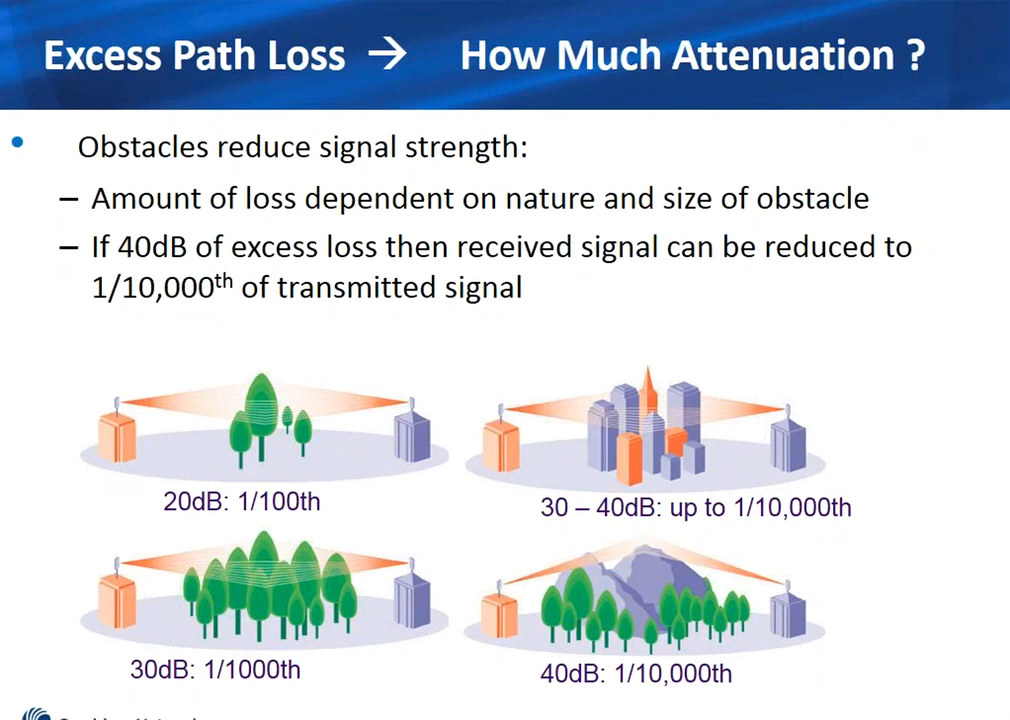 Excess Path Loss → How Much Attenuation ?
• Obstacles reduce signal strength:
– Amount of loss dependent on nature and size of obstacle
– If 40dB of excess loss then received signal can be reduced to
1/10,000th of transmitted signal
20dB: 1/100th
30 – 40dB: up to 1/10,000th
30dB: 1/1000th
40dB: 1/10,000th